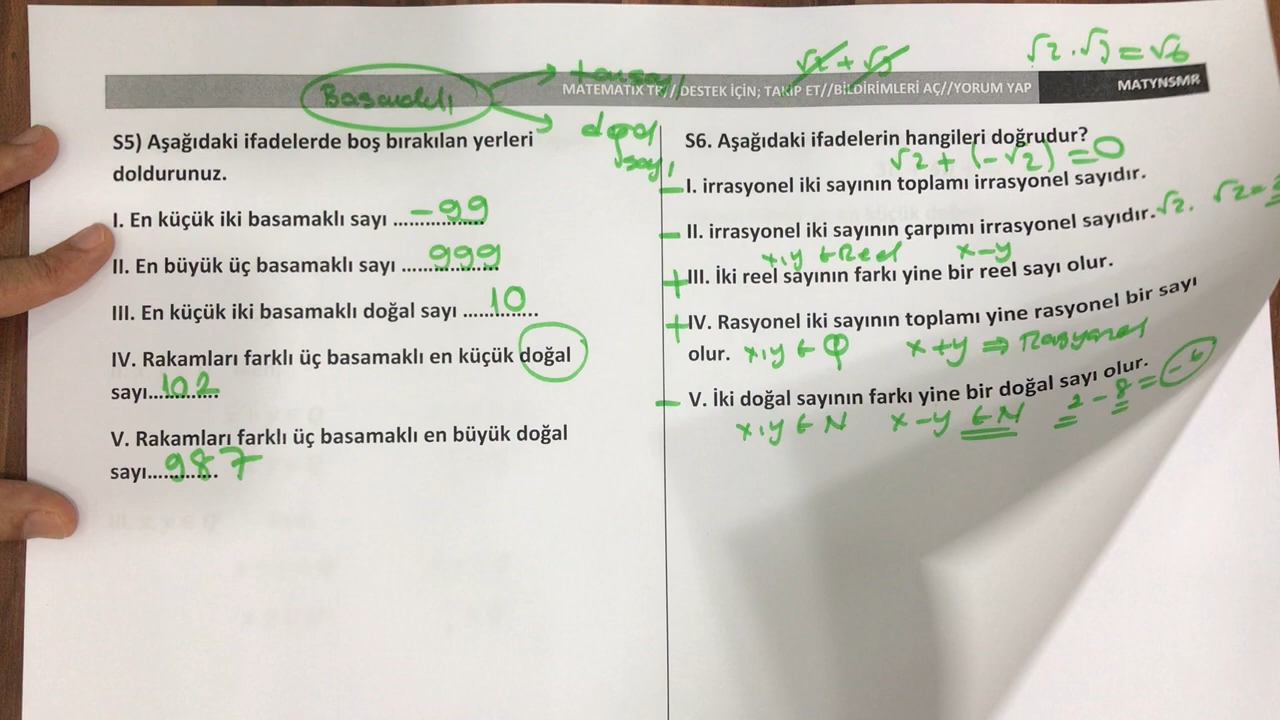 √2 . √3 = √6
MATEMATIX TR// DESTEK İÇİN; TAKİP ET//BİLDİRİMLERİ AÇ//YORUM YAP
MATYNSMR
Basamaklı
tamsayı
doğal
sayı
S5) Aşağıdaki ifadelerde boş bırakılan yerleri
doldurunuz.
I. En küçük iki basamaklı sayı ................ -99
II. En büyük üç basamaklı sayı ................. 999
III. En küçük iki basamaklı doğal sayı .............. 10
IV. Rakamları farklı üç basamaklı en küçük doğal
sayı............. 102
V. Rakamları farklı üç basamaklı en büyük doğal
sayı............. 987
S6. Aşağıdaki ifadelerin hangileri doğrudur?
√2 + (-√2) = 0
- I. irrasyonel iki sayının toplamı irrasyonel sayıdır.
- II. irrasyonel iki sayının çarpımı irrasyonel sayıdır. √2 . √2 =
x,y ∈ Reel x-y
+ III. İki reel sayının farkı yine bir reel sayı olur.
+ IV. Rasyonel iki sayının toplamı yine rasyonel bir sayı
olur. x,y ∈ Q x+y ⇒ Rasyonel
- V. İki doğal sayının farkı yine bir doğal sayı olur.
x,y ∈ N x-y ∈ N 2 - 8 = -6